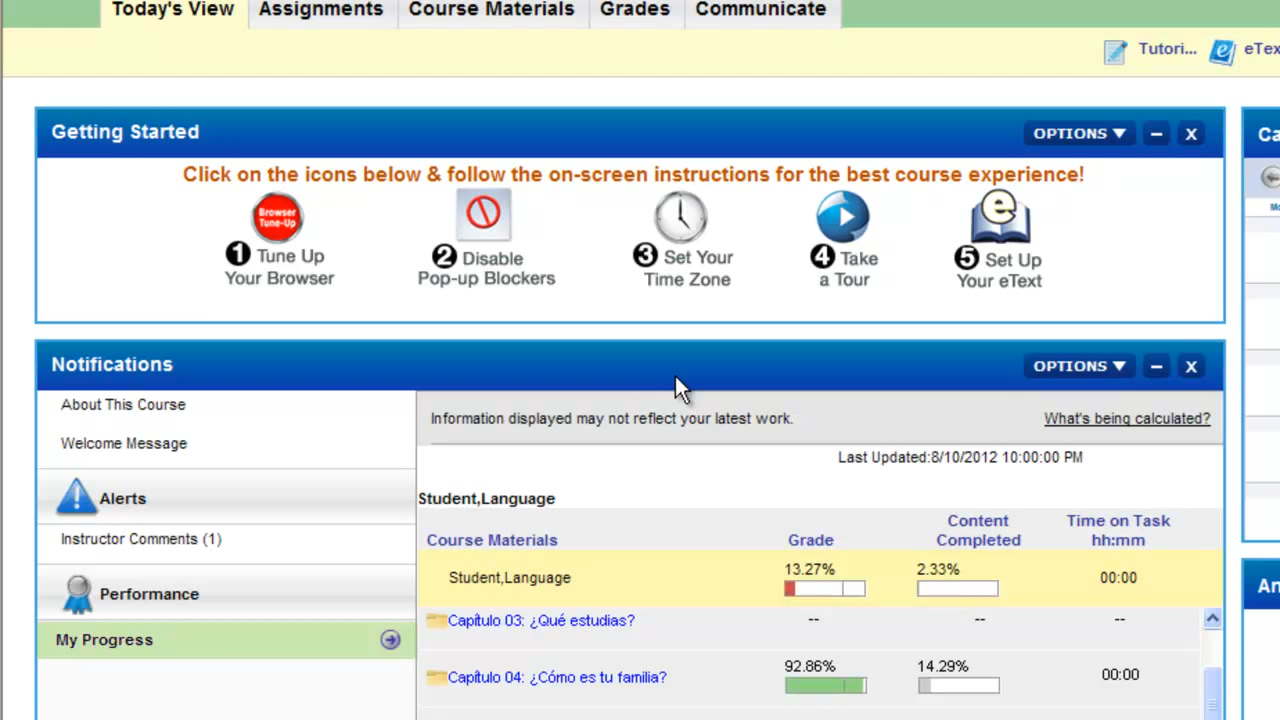 Today's View Assignments Course Materials Grades Communicate
Tutori...
Getting Started OPTIONS
Click on the icons below & follow the on-screen instructions for the best course experience!
Browser Tune-Up
1 Tune Up Your Browser
2 Disable Pop-up Blockers
3 Set Your Time Zone
4 Take a Tour
5 Set Up Your eText
Notifications OPTIONS
About This Course
Welcome Message
Alerts
Instructor Comments (1)
Performance
My Progress
Information displayed may not reflect your latest work. What's being calculated?
Last Updated:8/10/2012 10:00:00 PM
Student,Language
Course Materials Grade Content Completed Time on Task hh:mm
Student,Language 13.27% 2.33% 00:00
Capítulo 03: ¿Qué estudias? -- -- --
Capítulo 04: ¿Cómo es tu familia? 92.86% 14.29% 00:00